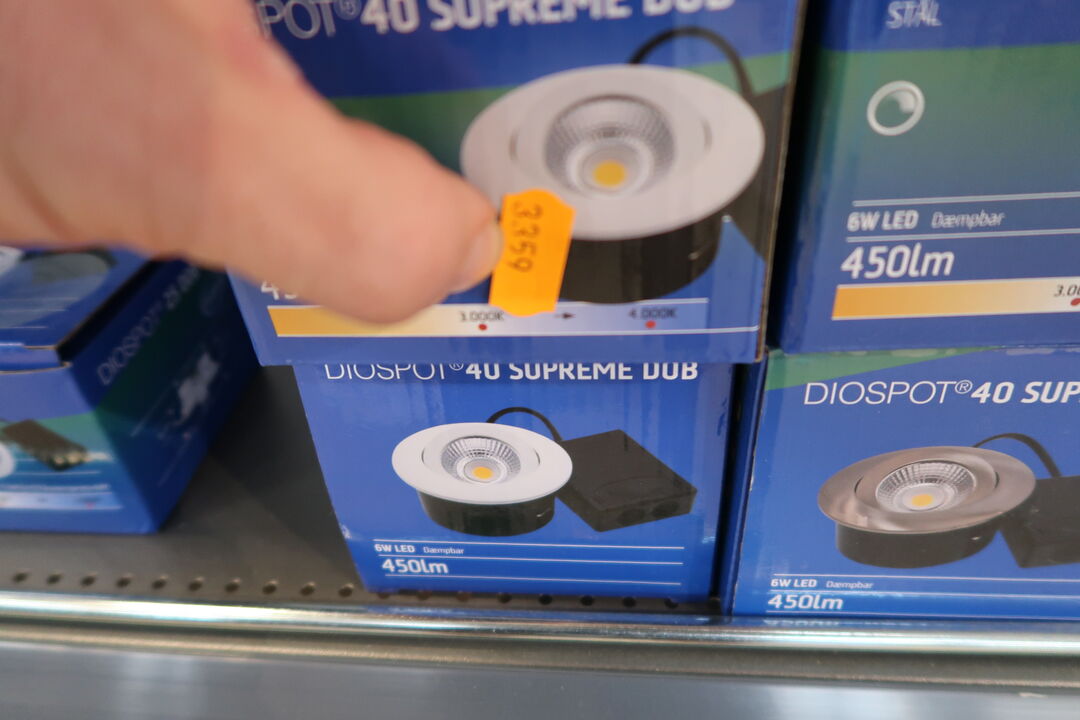 POT® 40 SUPREME DUB
3359
3.000K
4.000K
STÅL
6W LED Dæmpbar
450lm
DIOSPOT® 40 SUPREME DUB
6W LED Dæmpbar
450lm
DIOSPOT® 40 SUP
6W LED Dæmpbar
450lm
DIOSPOT®